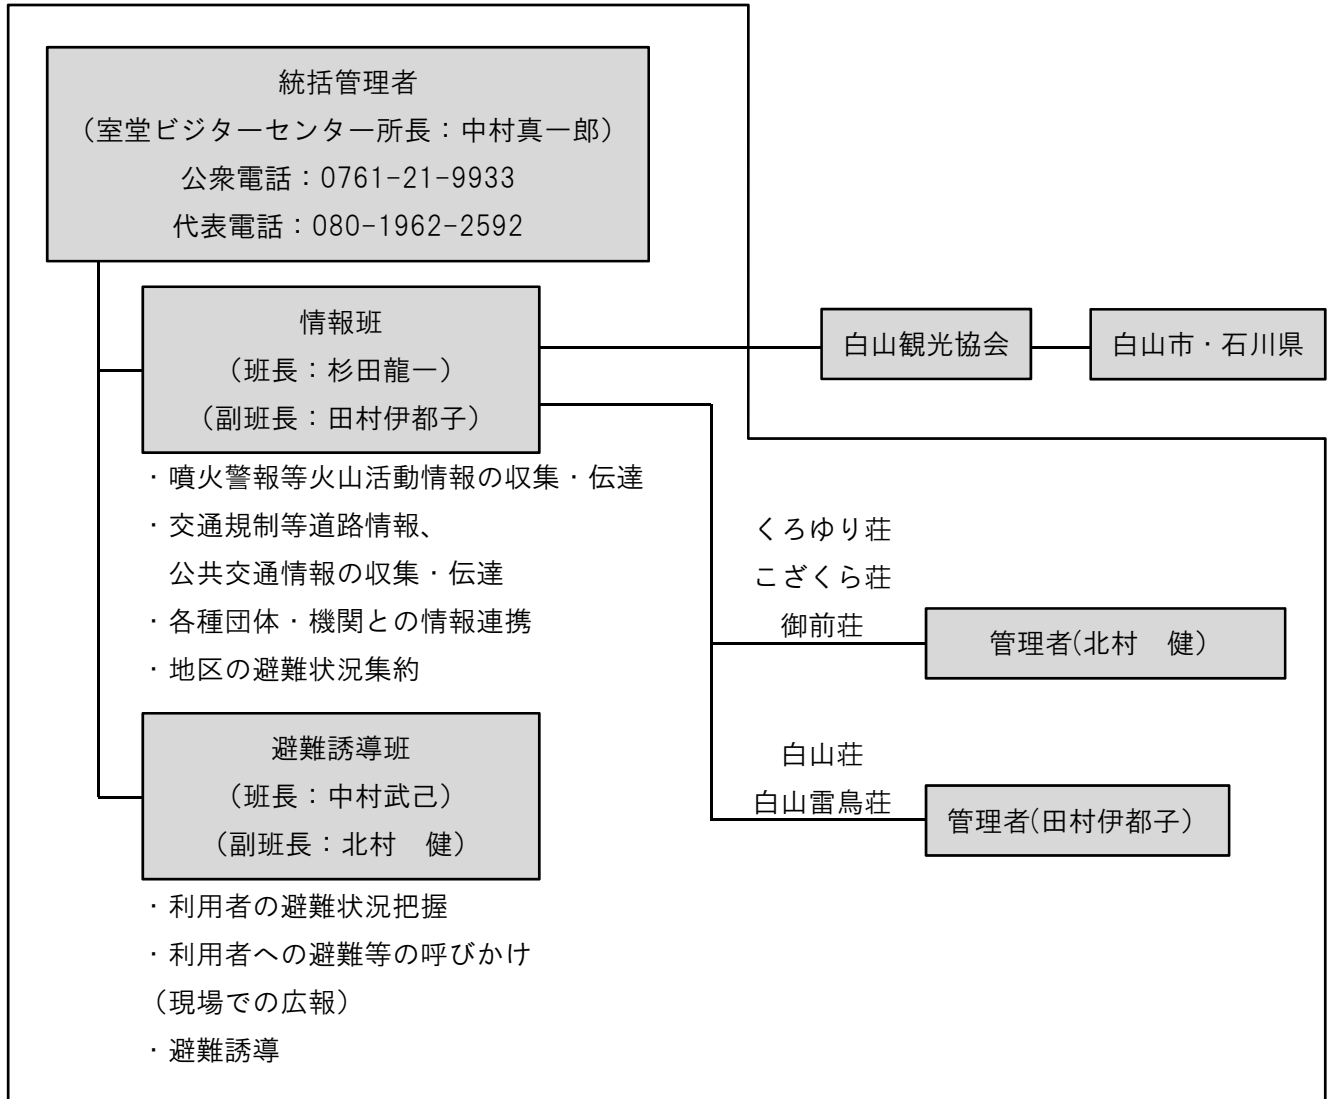 統括管理者
（室堂ビジターセンター所長：中村真一郎）
公衆電話：0761-21-9933
代表電話：080-1962-2592
情報班
（班長：杉田龍一）
（副班長：田村伊都子）
・噴火警報等火山活動情報の収集・伝達
・交通規制等道路情報、
公共交通情報の収集・伝達
・各種団体・機関との情報連携
・地区の避難状況集約
避難誘導班
（班長：中村武己）
（副班長：北村　健）
・利用者の避難状況把握
・利用者への避難等の呼びかけ
（現場での広報）
・避難誘導
白山観光協会
白山市・石川県
くろゆり荘
こざくら荘
御前荘
管理者(北村　健）
白山荘
白山雷鳥荘
管理者(田村伊都子）